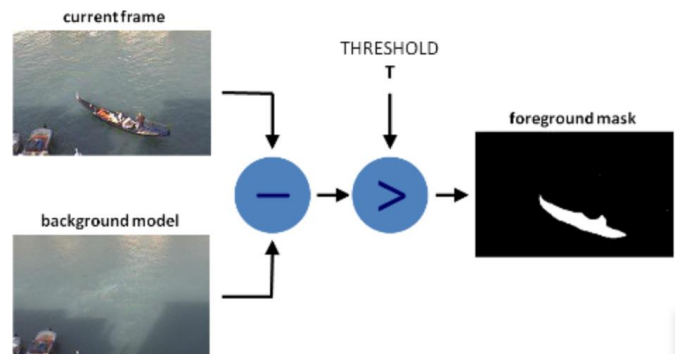 current frame
THRESHOLD
T
foreground mask
−
>
background model